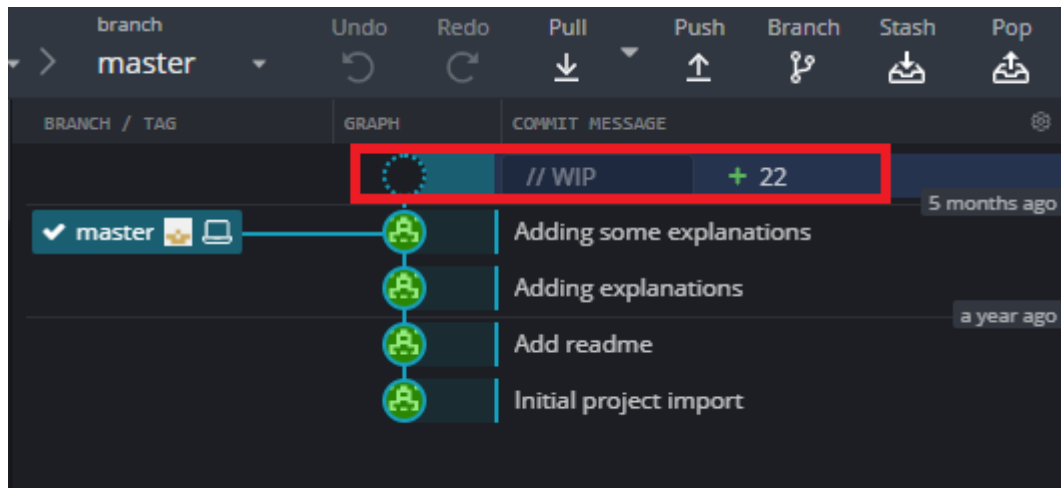 branch
master
Undo
Redo
Pull
Push
Branch
Stash
Pop
BRANCH / TAG
GRAPH
COMMIT MESSAGE
// WIP
+ 22
5 months ago
master
Adding some explanations
Adding explanations
a year ago
Add readme
Initial project import